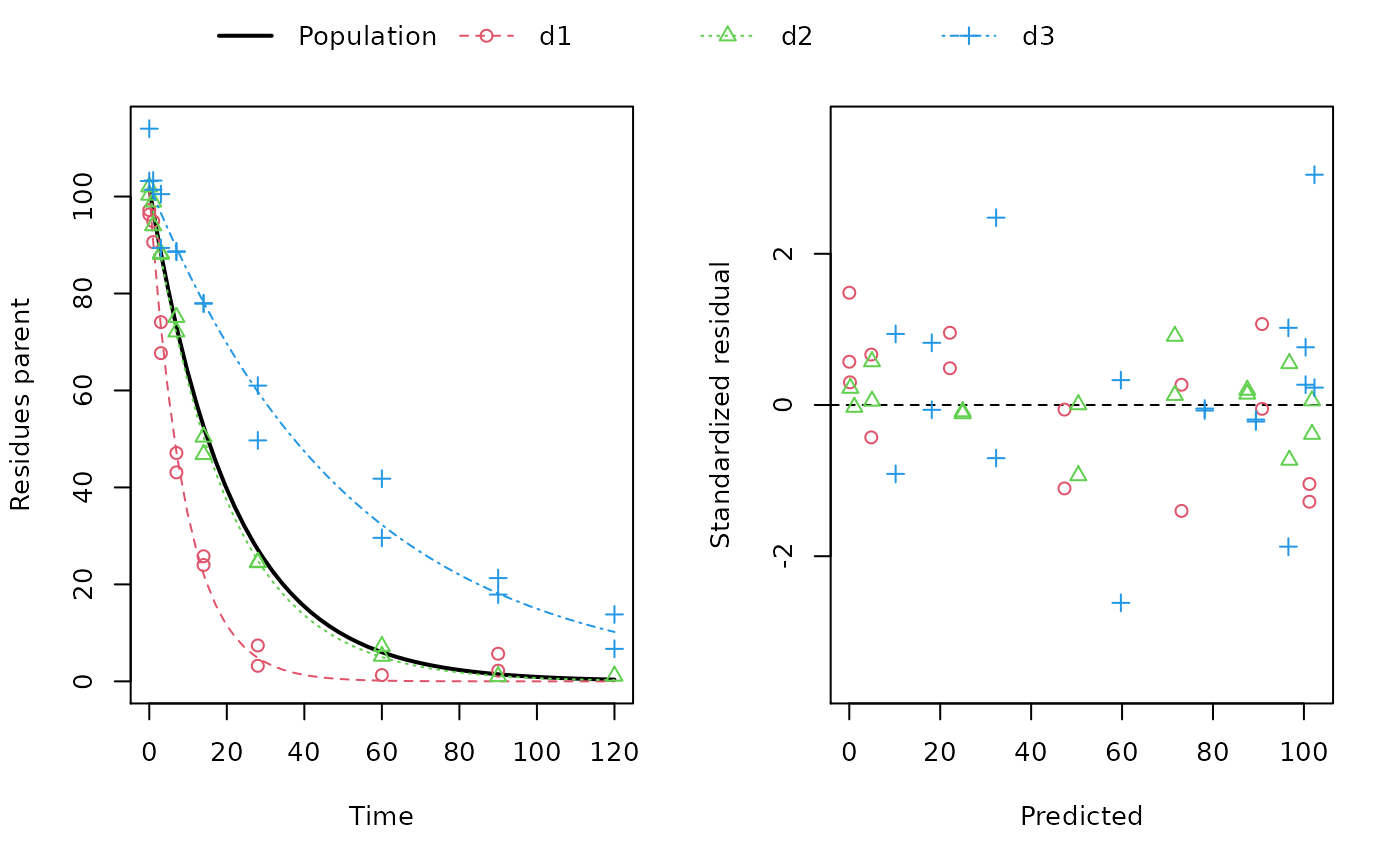 Population d1 d2 d3
Residues parent
0 20 40 60 80 100
0 20 40 60 80 100 120
Time
Standardized residual
-2 0 2
0 20 40 60 80 100
Predicted